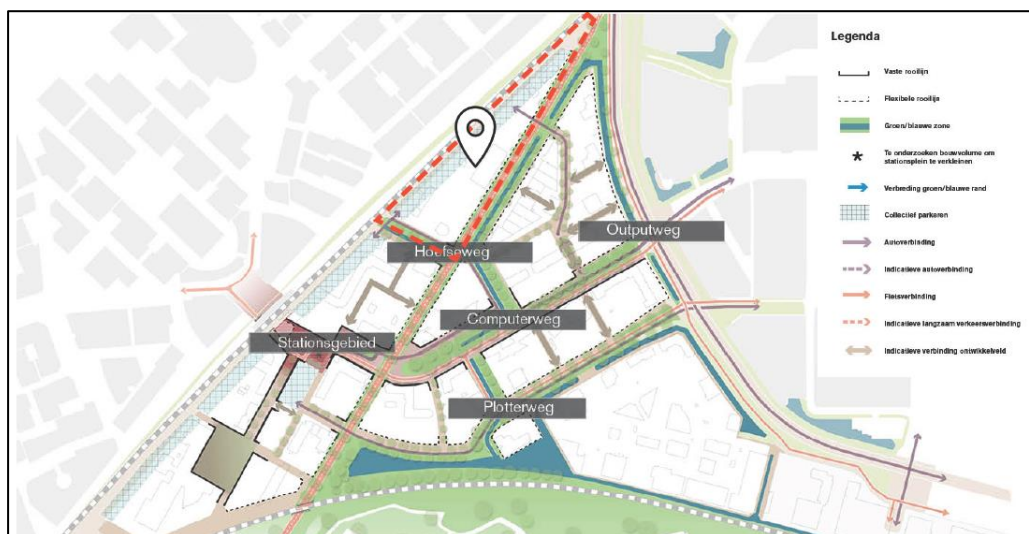 Legenda
Vaste rooilijn
Flexibele rooilijn
Groen/blauwe zone
Te onderzoeken bouwvolume om
stationsplein te verkleinen
Verbreding groen/blauwe rand
Collectief parkeren
Autoverbinding
Indicatieve autoverbinding
Fietsverbinding
Indicatieve langzaam verkeersverbinding
Indicatieve verbinding ontwikkelveld
Hoefseweg
Outputweg
Computerweg
Stationsgebied
Plotterweg